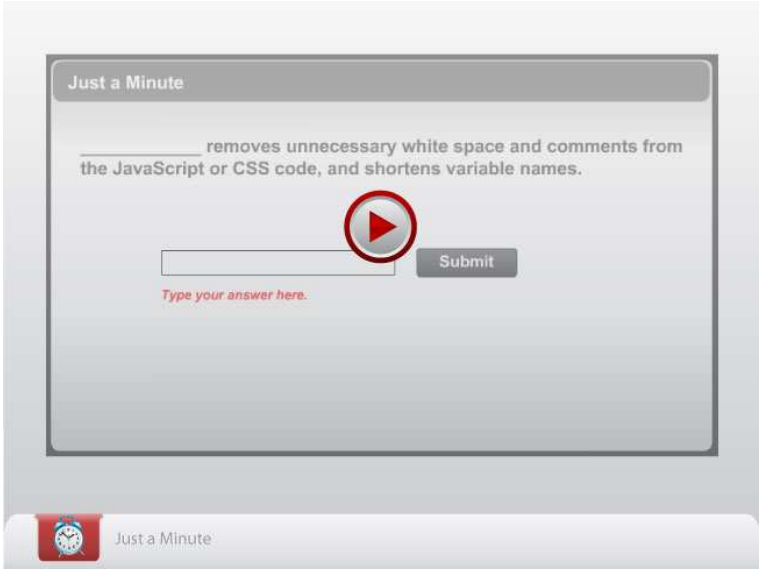 Just a Minute
____________ removes unnecessary white space and comments from
the JavaScript or CSS code, and shortens variable names.
Submit
Type your answer here.
Just a Minute